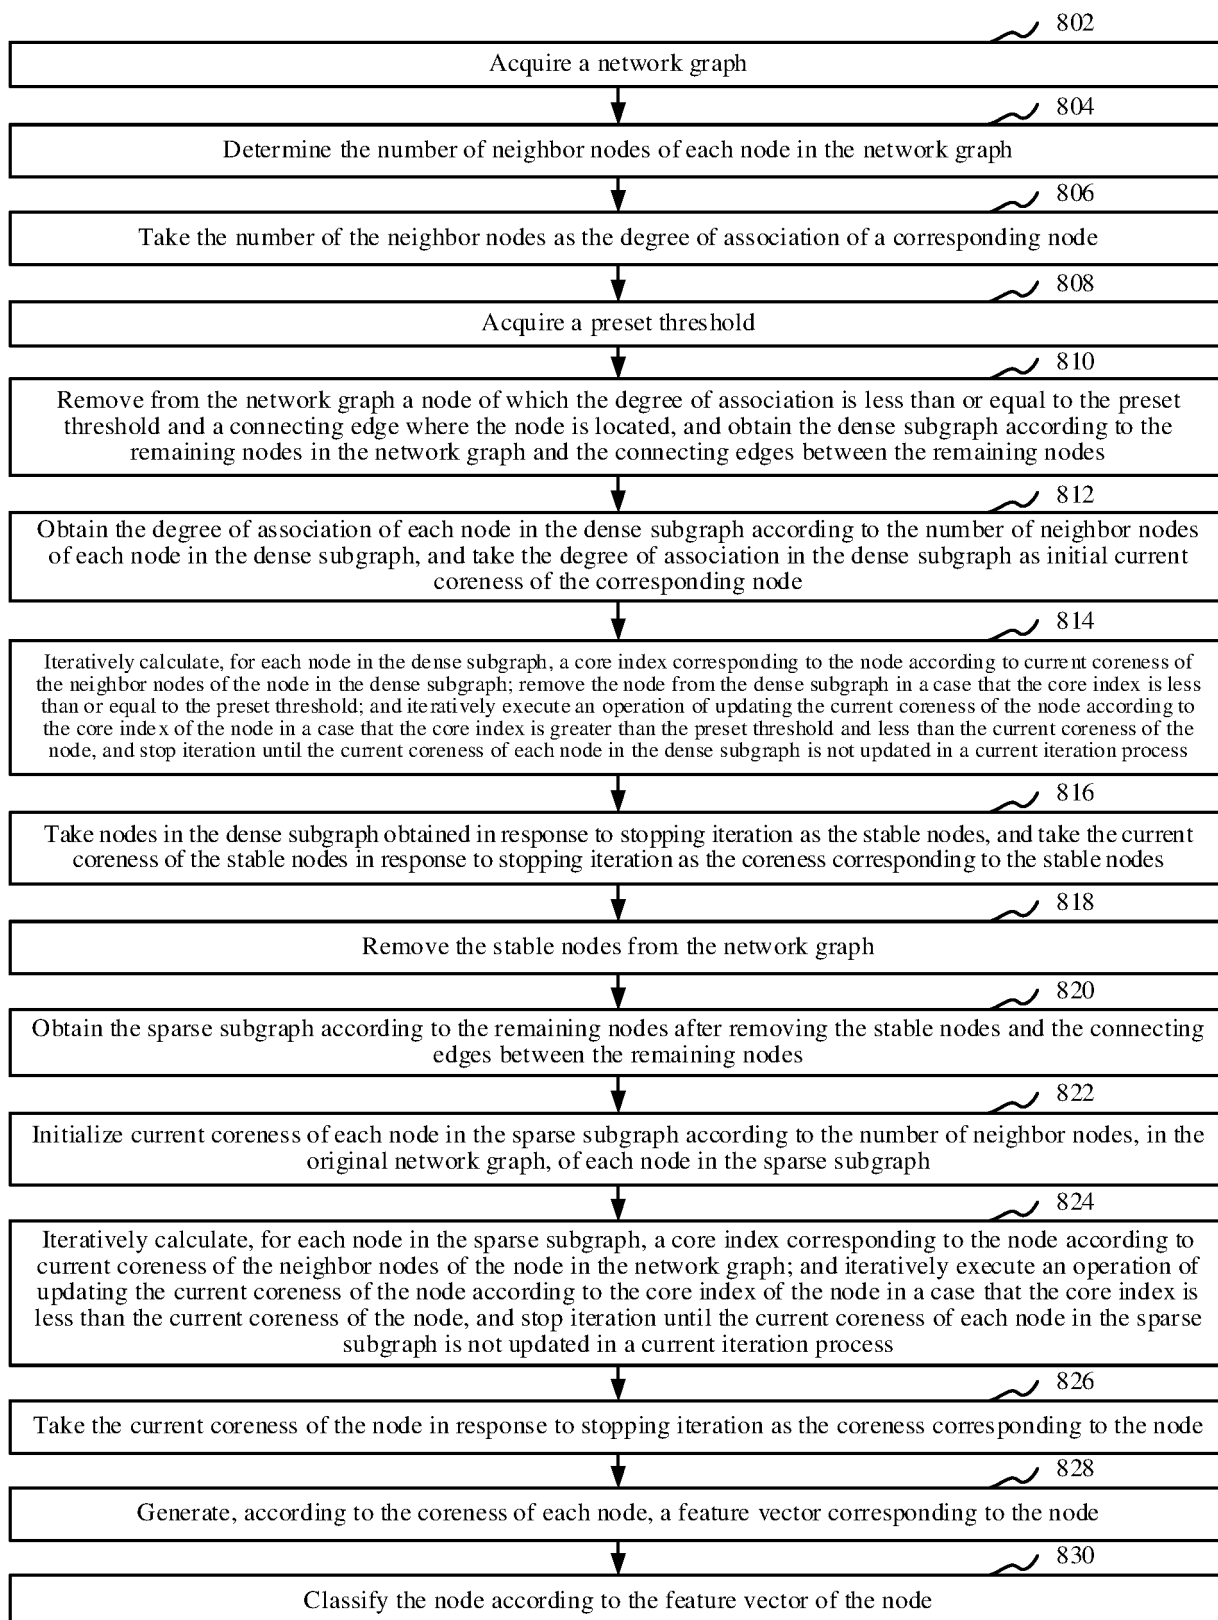 802
Acquire a network graph
804
Determine the number of neighbor nodes of each node in the network graph
806
Take the number of the neighbor nodes as the degree of association of a corresponding node
808
Acquire a preset threshold
810
Remove from the network graph a node of which the degree of association is less than or equal to the preset
threshold and a connecting edge where the node is located, and obtain the dense subgraph according to the
remaining nodes in the network graph and the connecting edges between the remaining nodes
812
Obtain the degree of association of each node in the dense subgraph according to the number of neighbor nodes
of each node in the dense subgraph, and take the degree of association in the dense subgraph as initial current
coreness of the corresponding node
814
Iteratively calculate, for each node in the dense subgraph, a core index corresponding to the node according to current coreness of
the neighbor nodes of the node in the dense subgraph; remove the node from the dense subgraph in a case that the core index is less
than or equal to the preset threshold; and iteratively execute an operation of updating the current coreness of the node according to
the core index of the node in a case that the core index is greater than the preset threshold and less than the current coreness of the
node, and stop iteration until the current coreness of each node in the dense subgraph is not updated in a current iteration process
816
Take nodes in the dense subgraph obtained in response to stopping iteration as the stable nodes, and take the current
coreness of the stable nodes in response to stopping iteration as the coreness corresponding to the stable nodes
818
Remove the stable nodes from the network graph
820
Obtain the sparse subgraph according to the remaining nodes after removing the stable nodes and the connecting
edges between the remaining nodes
822
Initialize current coreness of each node in the sparse subgraph according to the number of neighbor nodes, in the
original network graph, of each node in the sparse subgraph
824
Iteratively calculate, for each node in the sparse subgraph, a core index corresponding to the node according to
current coreness of the neighbor nodes of the node in the network graph; and iteratively execute an operation of
updating the current coreness of the node according to the core index of the node in a case that the core index is
less than the current coreness of the node, and stop iteration until the current coreness of each node in the sparse
subgraph is not updated in a current iteration process
826
Take the current coreness of the node in response to stopping iteration as the coreness corresponding to the node
828
Generate, according to the coreness of each node, a feature vector corresponding to the node
830
Classify the node according to the feature vector of the node